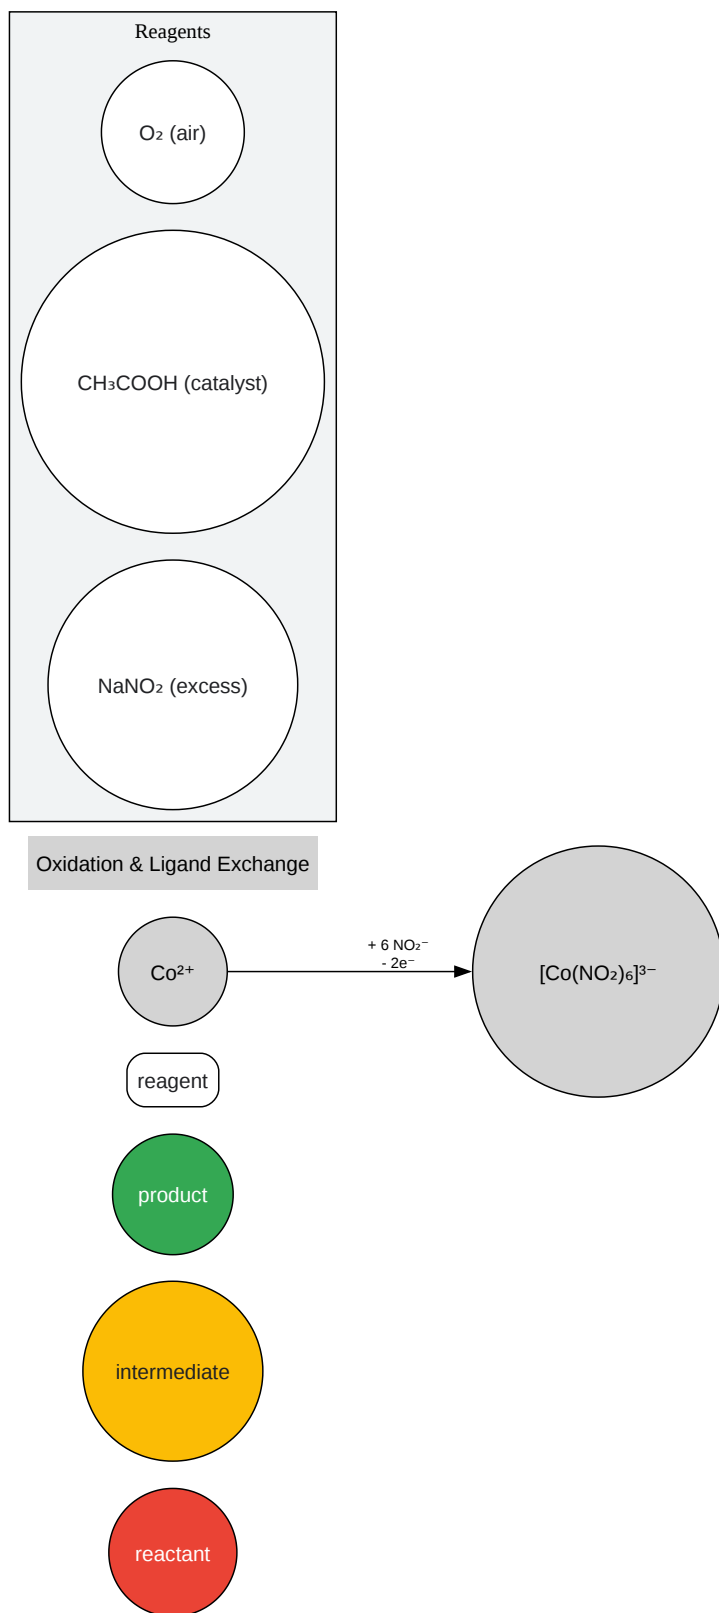 Reagents
O₂ (air)
CH₃COOH (catalyst)
NaNO₂ (excess)
Oxidation & Ligand Exchange
Co²⁺
+ 6 NO₂⁻
- 2e⁻
[Co(NO₂)₆]³⁻
reagent
product
intermediate
reactant